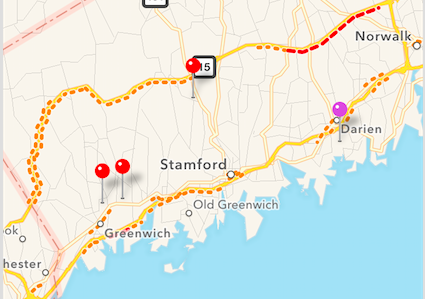 Norwalk
15
Darien
Stamford
Old Greenwich
Greenwich
ok
hester